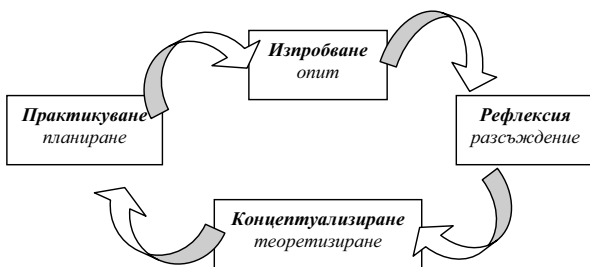 Изпробване
опит
Практикуване
планиране
Рефлексия
разсъждение
Концептуализиране
теоретизиране